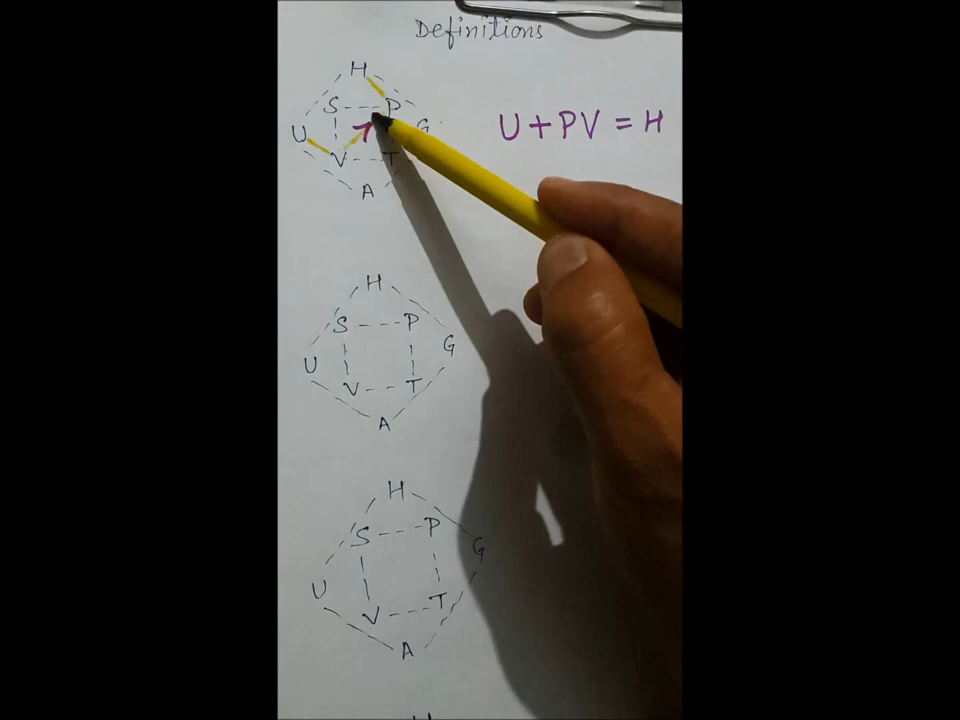 Definitions
H
S P
U G
V T
A
U + PV = H
H
S P
U G
V T
A
H
S P
U G
V T
A